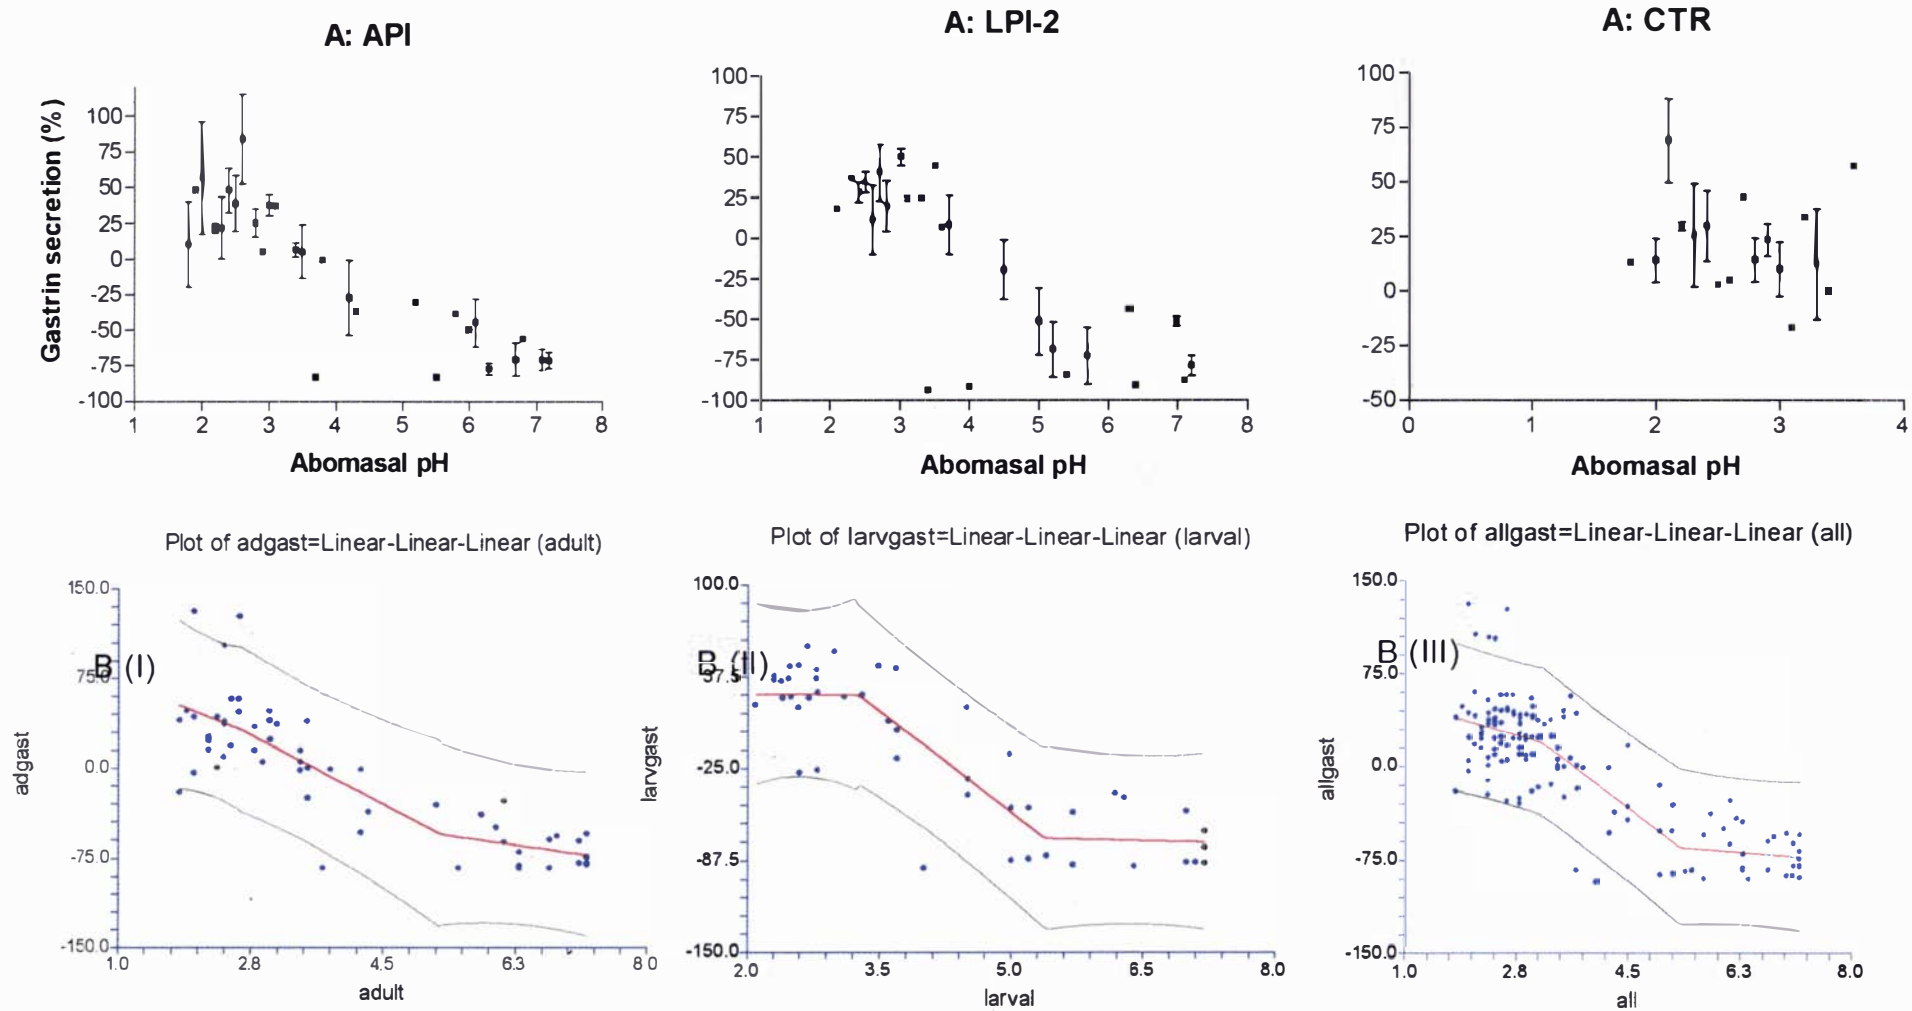 A: API
A: LPI-2
A: CTR
Gastrin secretion (%)
100
75
50
25
0
-25
-50
-75
-100
1 2 3 4 5 6 7 8
Abomasal pH
100
75
50
25
0
-25
-50
-75
-100
1 2 3 4 5 6 7 8
Abomasal pH
100
75
50
25
0
-25
-50
0 1 2 3 4
Abomasal pH
Plot of adgast=Linear-Linear-Linear (adult)
B (I)
adgast
150.0
75.0
0.0
-75.0
-150.0
1.0 2.8 4.5 6.3 8.0
adult
Plot of larvgast=Linear-Linear-Linear (larval)
B (II)
larvgast
100.0
37.5
-25.0
-87.5
-150.0
2.0 3.5 5.0 6.5 8.0
larval
Plot of allgast=Linear-Linear-Linear (all)
B (III)
allgast
150.0
75.0
0.0
-75.0
-150.0
1.0 2.8 4.5 6.3 8.0
all